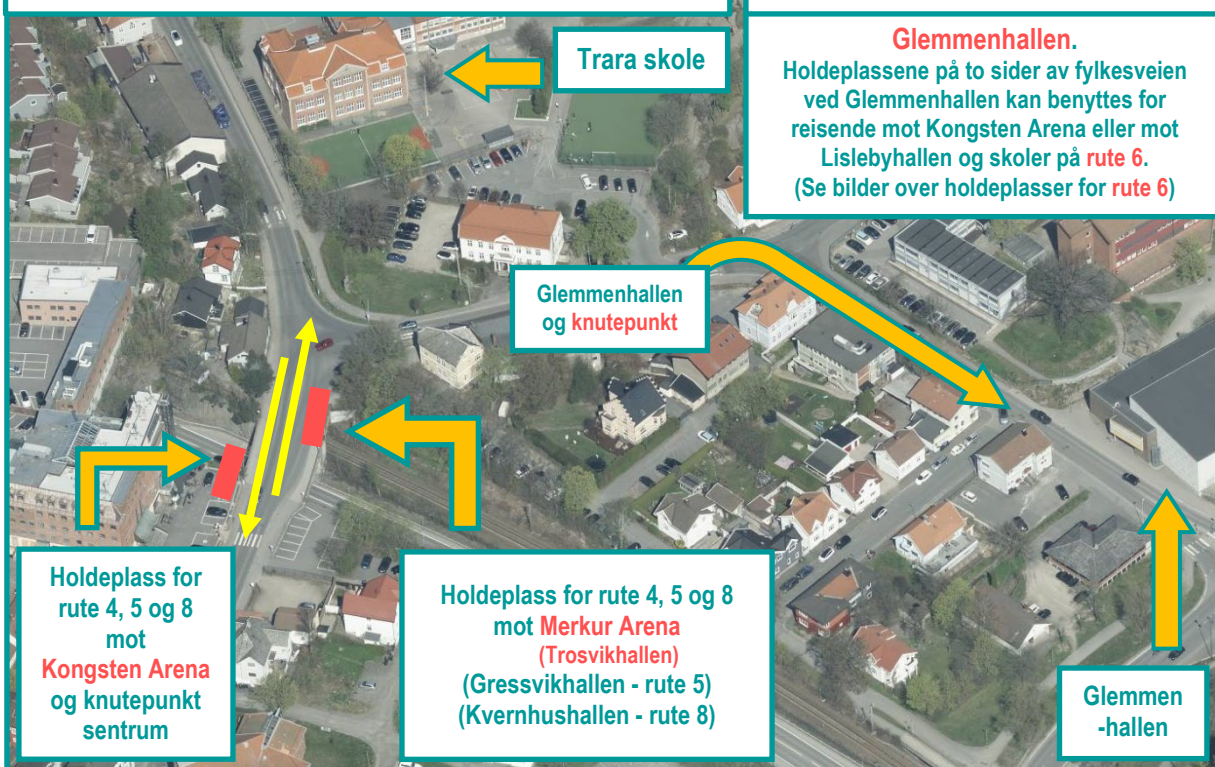 Trara skole
Glemmenhallen.
Holdeplassene på to sider av fylkesveien
ved Glemmenhallen kan benyttes for
reisende mot Kongsten Arena eller mot
Lislebyhallen og skoler på rute 6.
(Se bilder over holdeplasser for rute 6)
Glemmenhallen
og knutepunkt
Holdeplass for
rute 4, 5 og 8
mot
Kongsten Arena
og knutepunkt
sentrum
Holdeplass for rute 4, 5 og 8
mot Merkur Arena
(Trosvikhallen)
(Gressvikhallen - rute 5)
(Kvernhushallen - rute 8)
Glemmen
-hallen